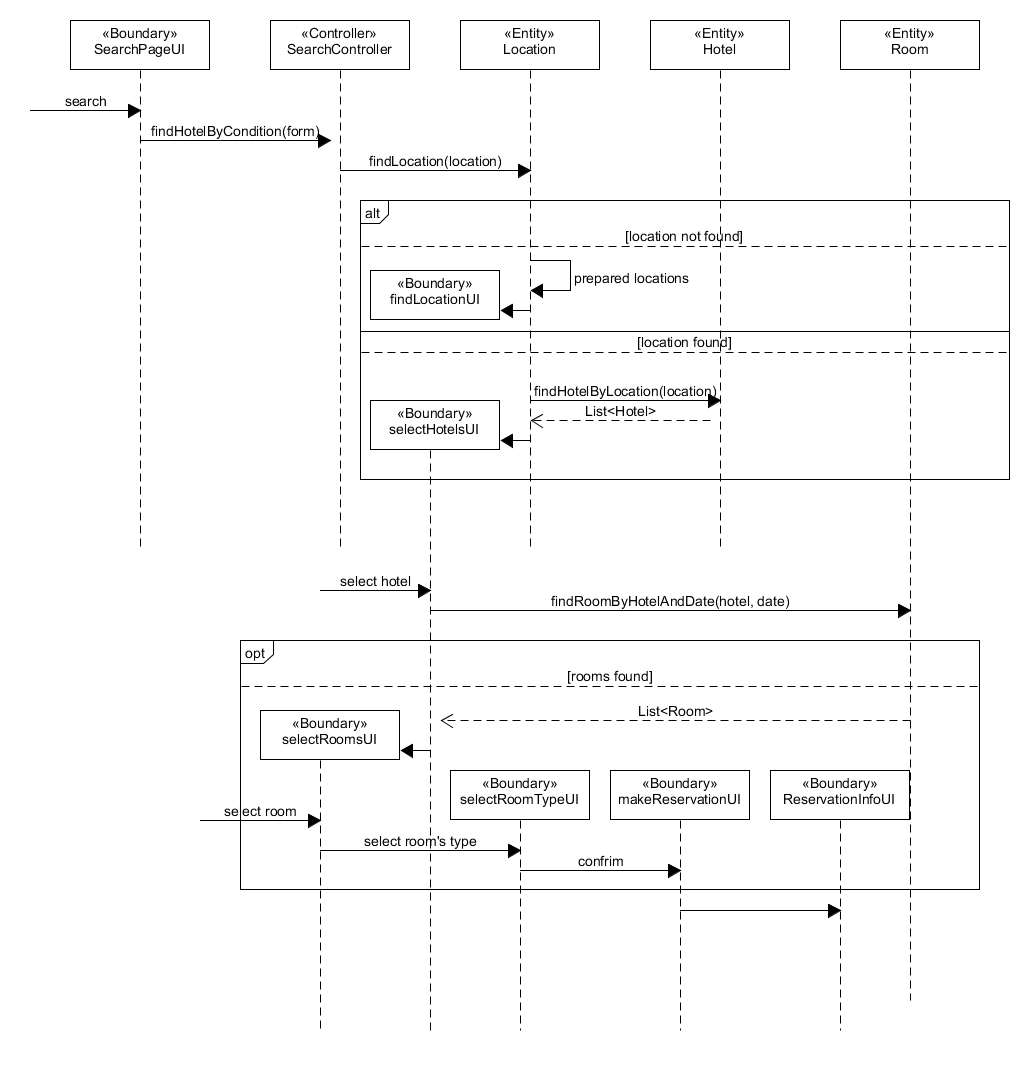 «Boundary»
SearchPageUI
«Controller»
SearchController
«Entity»
Location
«Entity»
Hotel
«Entity»
Room
search
findHotelByCondition(form)
findLocation(location)
alt
[location not found]
prepared locations
«Boundary»
findLocationUI
[location found]
findHotelByLocation(location)
List<Hotel>
«Boundary»
selectHotelsUI
select hotel
findRoomByHotelAndDate(hotel, date)
opt
[rooms found]
List<Room>
«Boundary»
selectRoomsUI
«Boundary»
selectRoomTypeUI
«Boundary»
makeReservationUI
«Boundary»
ReservationInfoUI
select room
select room's type
confrim